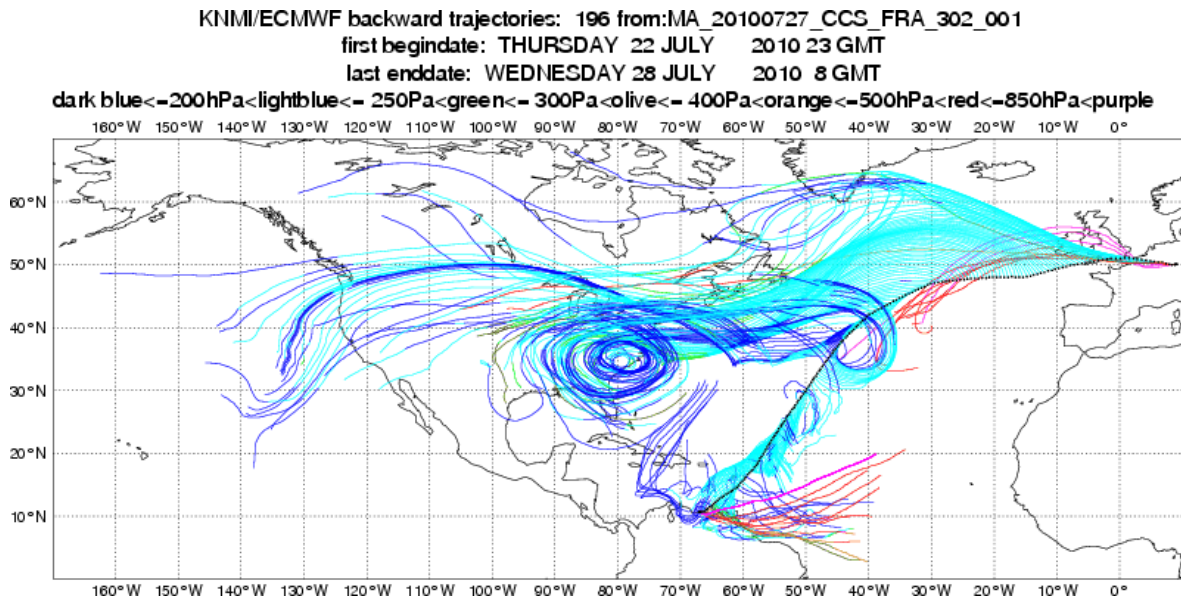 KNMI/ECMWF backward trajectories: 196 from:MA_20100727_CCS_FRA_302_001
first begindate: THURSDAY 22 JULY 2010 23 GMT
last enddate: WEDNESDAY 28 JULY 2010 8 GMT
dark blue<-200hPa<lightblue<- 250Pa<green<- 300Pa<olive<- 400Pa<orange<-500hPa<red<-850hPa<purple
160°W 150°W 140°W 130°W 120°W 110°W 100°W 90°W 80°W 70°W 60°W 50°W 40°W 30°W 20°W 10°W 0°
60°N
50°N
40°N
30°N
20°N
10°N
160°W 150°W 140°W 130°W 120°W 110°W 100°W 90°W 80°W 70°W 60°W 50°W 40°W 30°W 20°W 10°W 0°